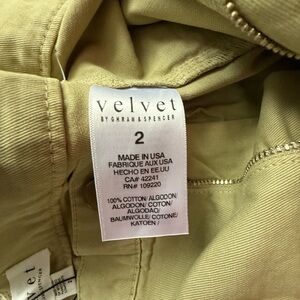 velvet
BY GRAHAM & SPENCER
2
MADE IN USA
FABRIQUE AUX USA
HECHO EN EE.UU
CA# 42241
RN# 109220
100% COTTON/ALGODON/
ALGODON/COTON/
ALGODAO/
BAUMWOLLE/COTONE/
KATOEN /